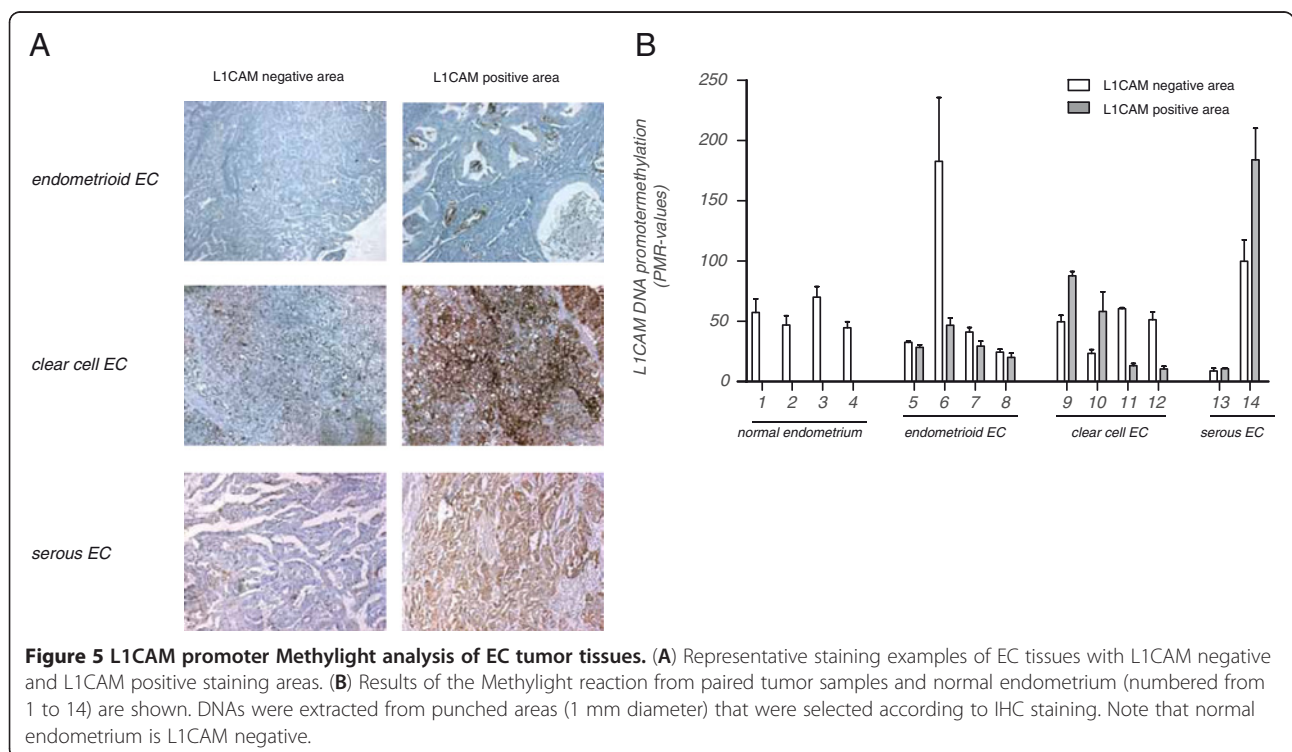 A
L1CAM negative area
L1CAM positive area
endometrioid EC
clear cell EC
serous EC
B
L1CAM DNA promotermethylation
(PMR-values)
250
200
150
100
50
0
L1CAM negative area
L1CAM positive area
1 2 3 4 5 6 7 8 9 10 11 12 13 14
normal endometrium endometrioid EC clear cell EC serous EC
Figure 5 L1CAM promoter Methylight analysis of EC tumor tissues. (A) Representative staining examples of EC tissues with L1CAM negative
and L1CAM positive staining areas. (B) Results of the Methylight reaction from paired tumor samples and normal endometrium (numbered from
1 to 14) are shown. DNAs were extracted from punched areas (1 mm diameter) that were selected according to IHC staining. Note that normal
endometrium is L1CAM negative.